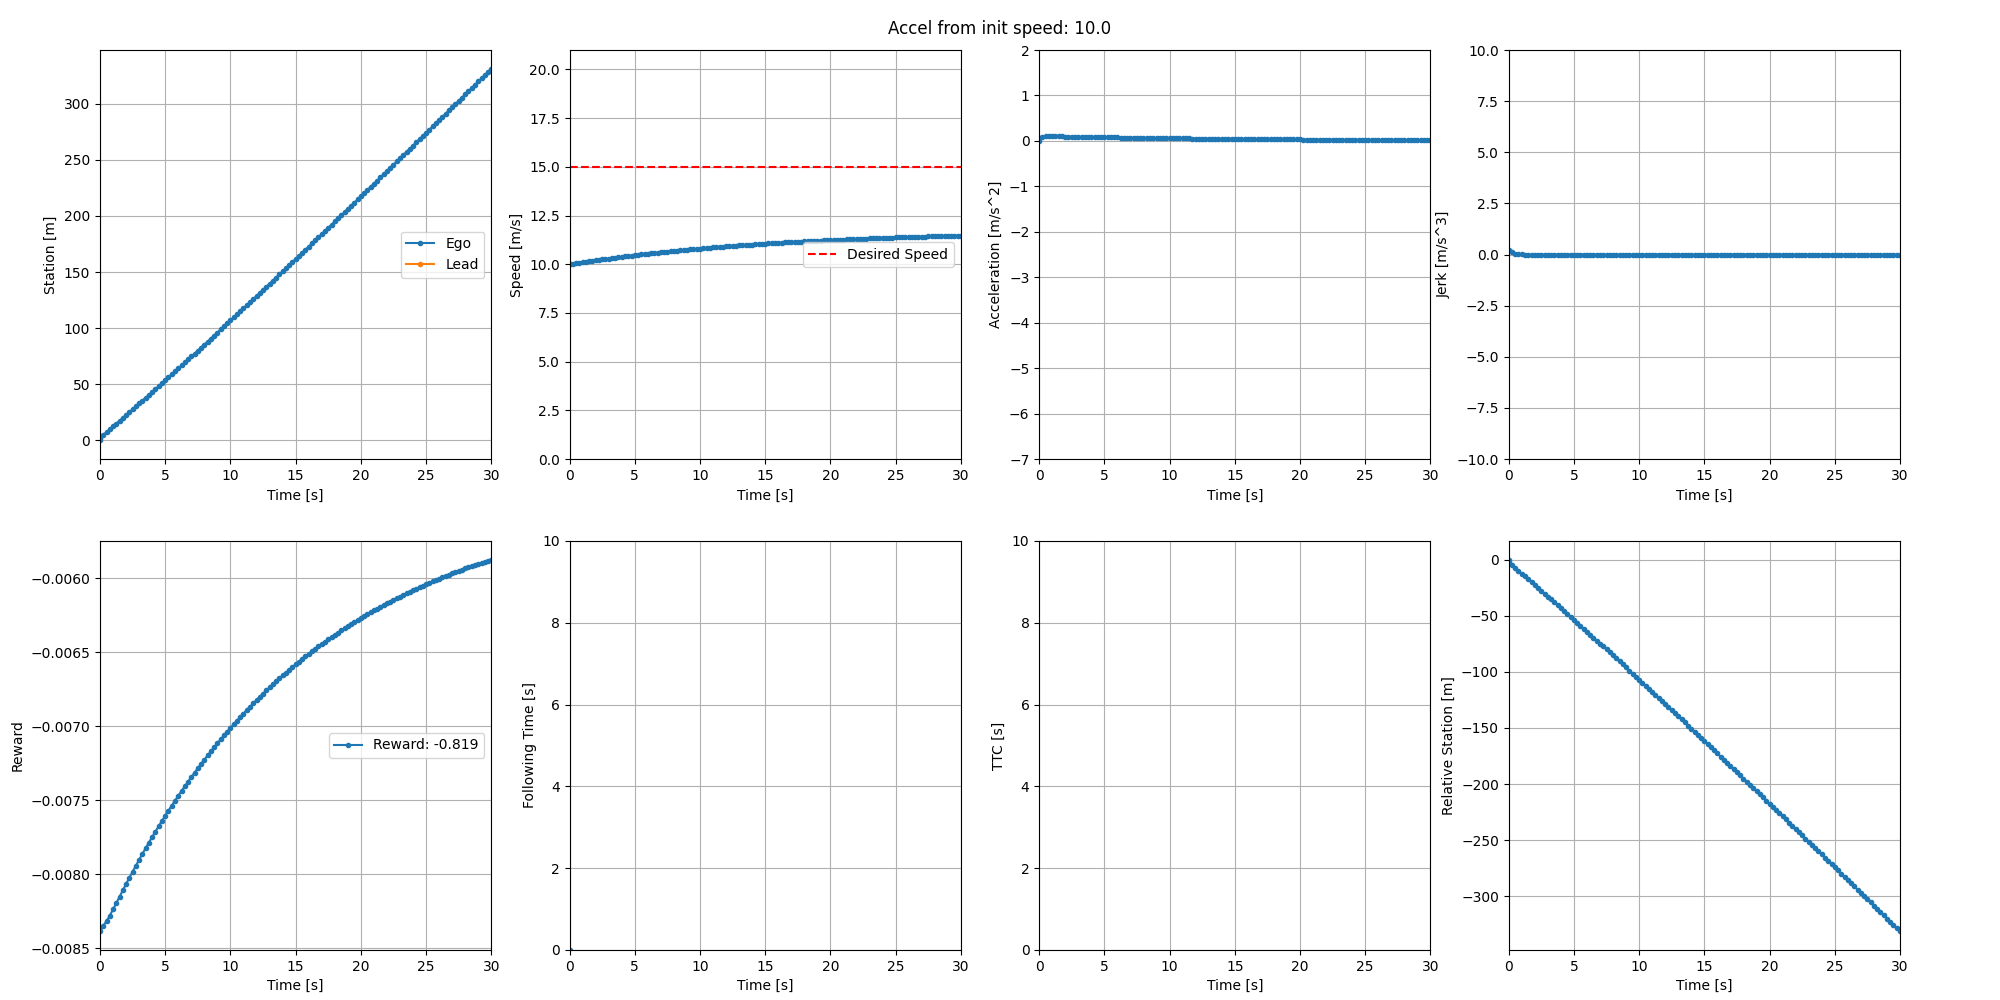 Accel from init speed: 10.0
Station [m]
300
250
200
150
100
50
0
Ego
Lead
0 5 10 15 20 25 30
Time [s]
Speed [m/s]
20.0
17.5
15.0
12.5
10.0
7.5
5.0
2.5
0.0
Desired Speed
0 5 10 15 20 25 30
Time [s]
Acceleration [m/s^2]
2
1
0
−1
−2
−3
−4
−5
−6
−7
0 5 10 15 20 25 30
Time [s]
Jerk [m/s^3]
10.0
7.5
5.0
2.5
0.0
−2.5
−5.0
−7.5
−10.0
0 5 10 15 20 25 30
Time [s]
Reward
−0.0060
−0.0065
−0.0070
−0.0075
−0.0080
−0.0085
Reward: -0.819
0 5 10 15 20 25 30
Time [s]
Following Time [s]
10
8
6
4
2
0
0 5 10 15 20 25 30
Time [s]
TTC [s]
10
8
6
4
2
0
0 5 10 15 20 25 30
Time [s]
Relative Station [m]
0
−50
−100
−150
−200
−250
−300
0 5 10 15 20 25 30
Time [s]